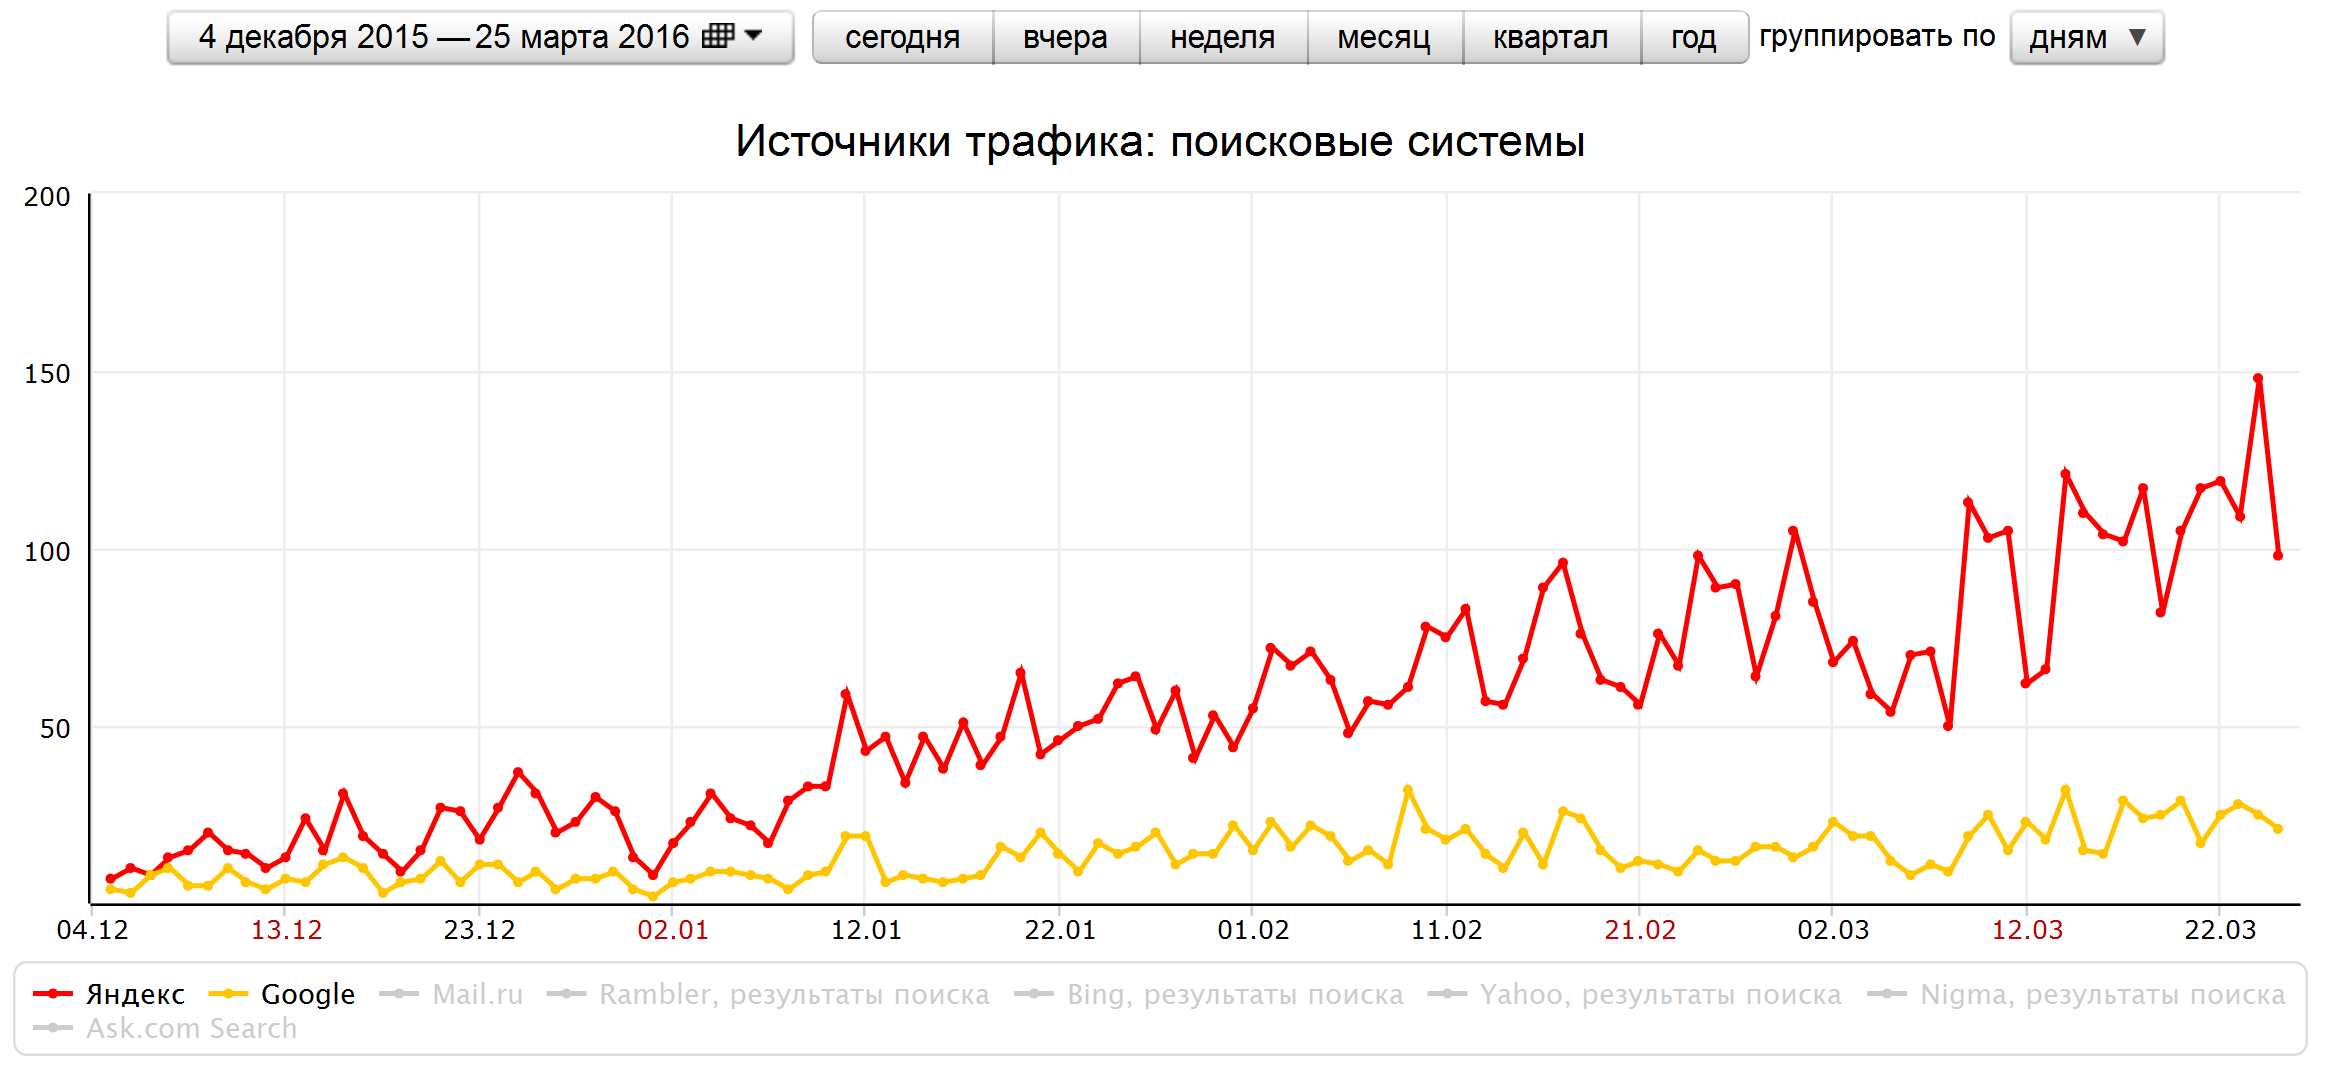 4 декабря 2015 — 25 марта 2016 сегодня вчера неделя месяц квартал год группировать по дням
Источники трафика: поисковые системы
200
150
100
50
04.12 13.12 23.12 02.01 12.01 22.01 01.02 11.02 21.02 02.03 12.03 22.03
Яндекс Google Mail.ru Rambler, результаты поиска Bing, результаты поиска Yahoo, результаты поиска Nigma, результаты поиска
Ask.com Search